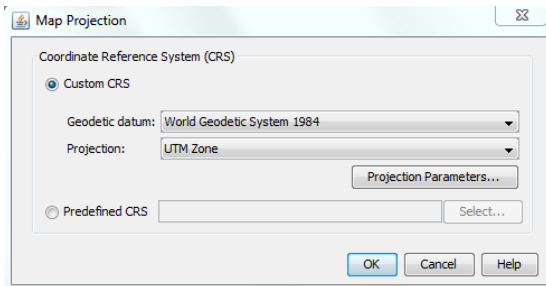 Map Projection
Coordinate Reference System (CRS)
Custom CRS
Geodetic datum: World Geodetic System 1984
Projection: UTM Zone
Projection Parameters...
Predefined CRS Select...
OK Cancel Help